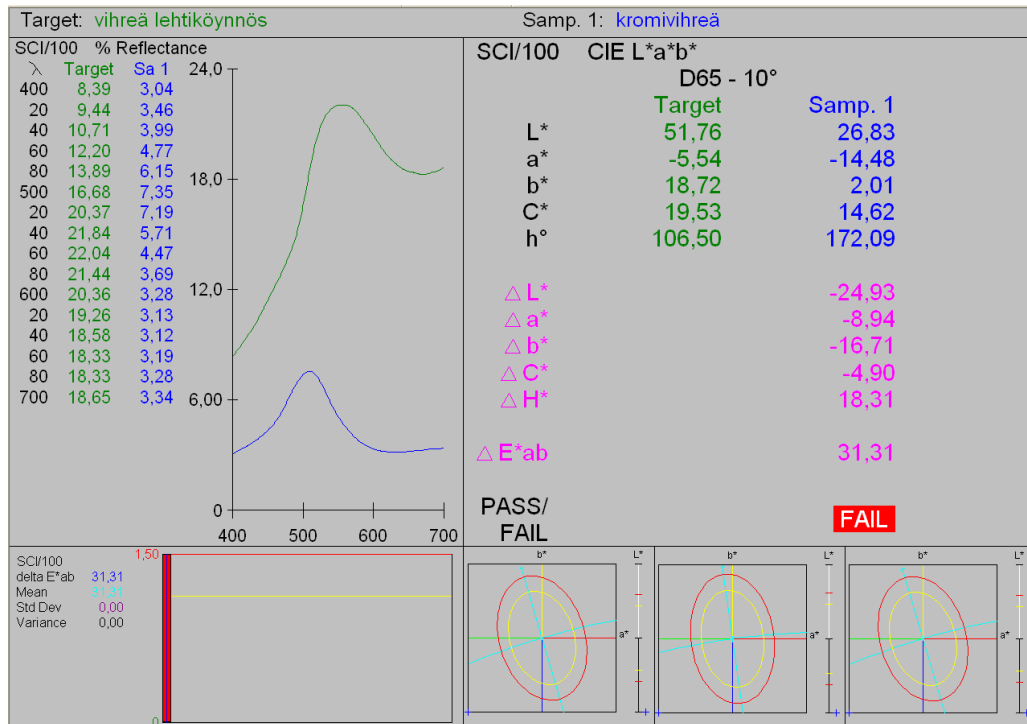 Target: vihreä lehtiköynnös
Samp. 1: kromivihreä
SCI/100 % Reflectance
λ Target Sa 1
400 8,39 3,04
20 9,44 3,46
40 10,71 3,99
60 12,20 4,77
80 13,89 6,15
500 16,68 7,35
20 20,37 7,19
40 21,84 5,71
60 22,04 4,47
80 21,44 3,69
600 20,36 3,28
20 19,26 3,13
40 18,58 3,12
60 18,33 3,19
80 18,33 3,28
700 18,65 3,34
24,0
18,0
12,0
6,00
0
400 500 600 700
SCI/100 CIE L*a*b*
D65 - 10°
Target Samp. 1
L* 51,76 26,83
a* -5,54 -14,48
b* 18,72 2,01
C* 19,53 14,62
h° 106,50 172,09
△ L* -24,93
△ a* -8,94
△ b* -16,71
△ C* -4,90
△ H* 18,31
△ E*ab 31,31
PASS/
FAIL
FAIL
SCI/100
delta E*ab 31,31
Mean 31,31
Std Dev 0,00
Variance 0,00
1,50
0
b* L*
a*
b* L*
a*
b* L*
a*